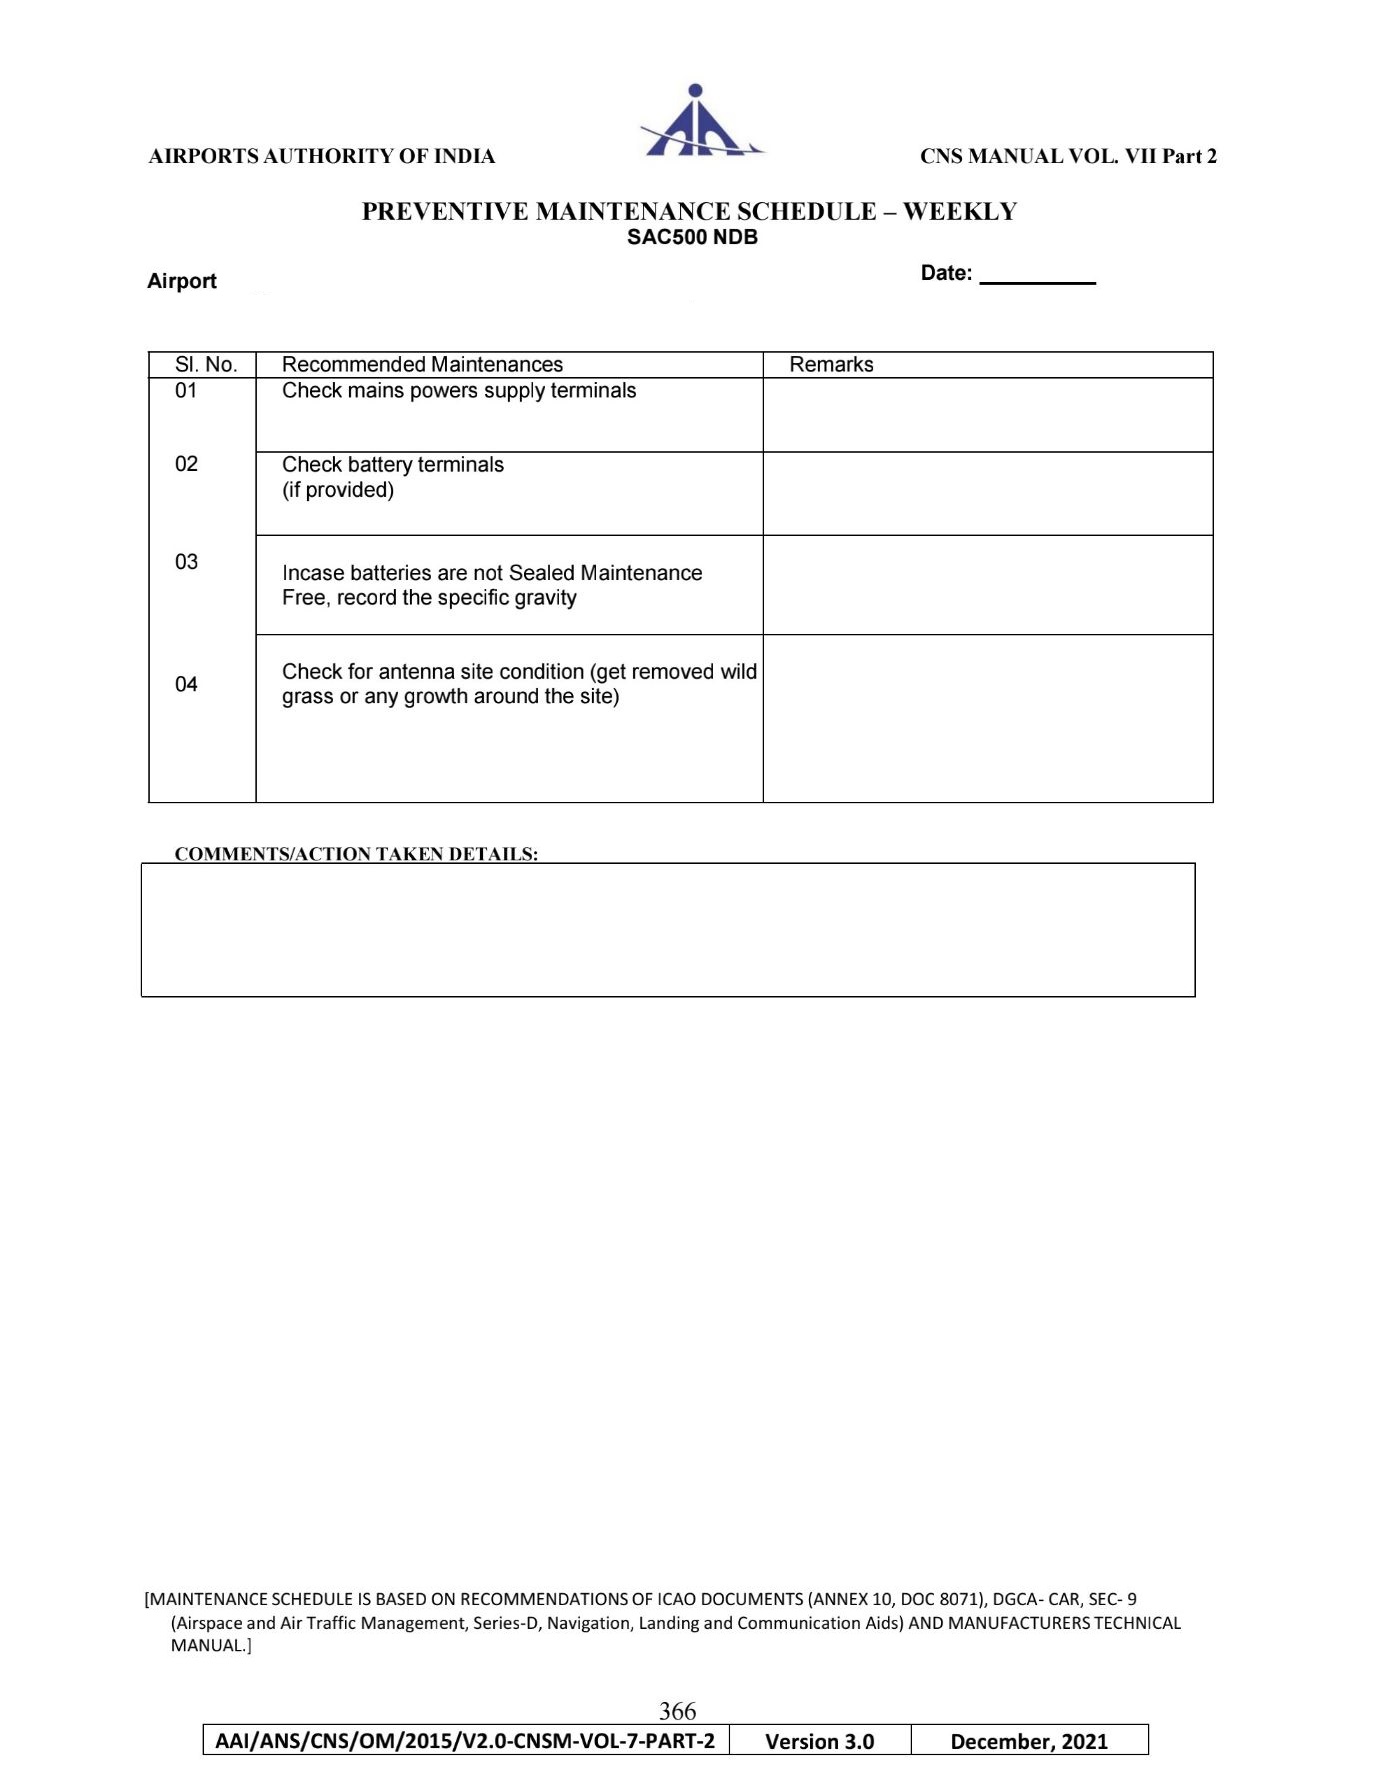 AIRPORTS AUTHORITY OF INDIA
CNS MANUAL VOL. VII Part 2
PREVENTIVE MAINTENANCE SCHEDULE – WEEKLY
SAC500 NDB
Airport
Date: __________
Sl. No. Recommended Maintenances Remarks
01 Check mains powers supply terminals
02 Check battery terminals
(if provided)
03 Incase batteries are not Sealed Maintenance
Free, record the specific gravity
04 Check for antenna site condition (get removed wild
grass or any growth around the site)
COMMENTS/ACTION TAKEN DETAILS:
[MAINTENANCE SCHEDULE IS BASED ON RECOMMENDATIONS OF ICAO DOCUMENTS (ANNEX 10, DOC 8071), DGCA- CAR, SEC- 9
(Airspace and Air Traffic Management, Series-D, Navigation, Landing and Communication Aids) AND MANUFACTURERS TECHNICAL
MANUAL.]
366
AAI/ANS/CNS/OM/2015/V2.0-CNSM-VOL-7-PART-2 Version 3.0 December, 2021